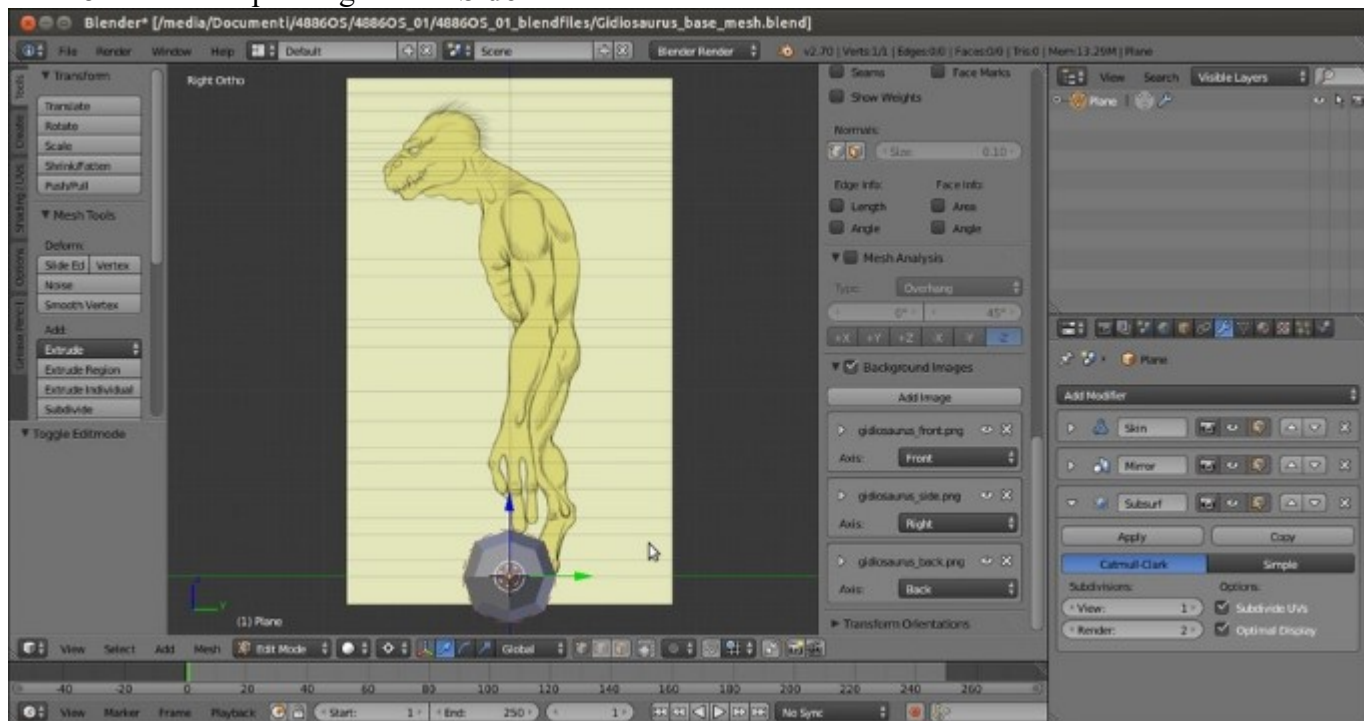 Blender* [/media/Documenti/4886OS/4886OS_01/4886OS_01_blendfiles/Gidiosaurus_base_mesh.blend]
File Render Window Help Default Scene Blender Render v2.70 | Verts:1/1 | Edges:0/0 | Faces:0/0 | Tris:0 | Mem:13.29M | Plane
Tools
Create
Shading / UVs
Options
Grease Pencil
Transform
Translate
Rotate
Scale
Shrink/Fatten
Push/Pull
Mesh Tools
Deform:
Slide Ed Vertex
Noise
Smooth Vertex
Add:
Extrude
Extrude Region
Extrude Individual
Subdivide
Toggle Editmode
Right Ortho
(1) Plane
Seams Face Marks
Show Weights
Normals:
Size: 0.10
Edge Info: Face Info:
Length Area
Angle Angle
Mesh Analysis
Type: Overhang
0° 45°
+X +Y +Z -X -Y -Z
Background Images
Add Image
gidiosaurus_front.png
Axis: Front
gidiosaurus_side.png
Axis: Right
gidiosaurus_back.png
Axis: Back
Transform Orientations
View Search Visible Layers
Plane
Plane
Add Modifier
Skin
Mirror
Subsurf
Apply Copy
Catmull-Clark Simple
Subdivisions: Options:
View: 1 Subdivide UVs
Render: 2 Optimal Display
View Select Add Mesh Edit Mode Global
-40 -20 0 20 40 60 80 100 120 140 160 180 200 220 240 260
View Marker Frame Playback Start: 1 End: 250 1 No Sync